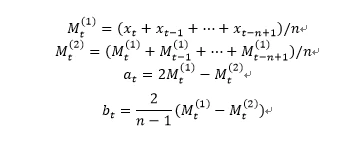 M_t^{(1)} = (x_t + x_{t-1} + ⋯ + x_{t-n+1})/n↵
M_t^{(2)} = (M_t^{(1)} + M_{t-1}^{(1)} + ⋯ + M_{t-n+1}^{(1)})/n↵
a_t = 2M_t^{(1)} − M_t^{(2)}↵
b_t = \frac{2}{n−1}(M_t^{(1)} − M_t^{(2)})↵